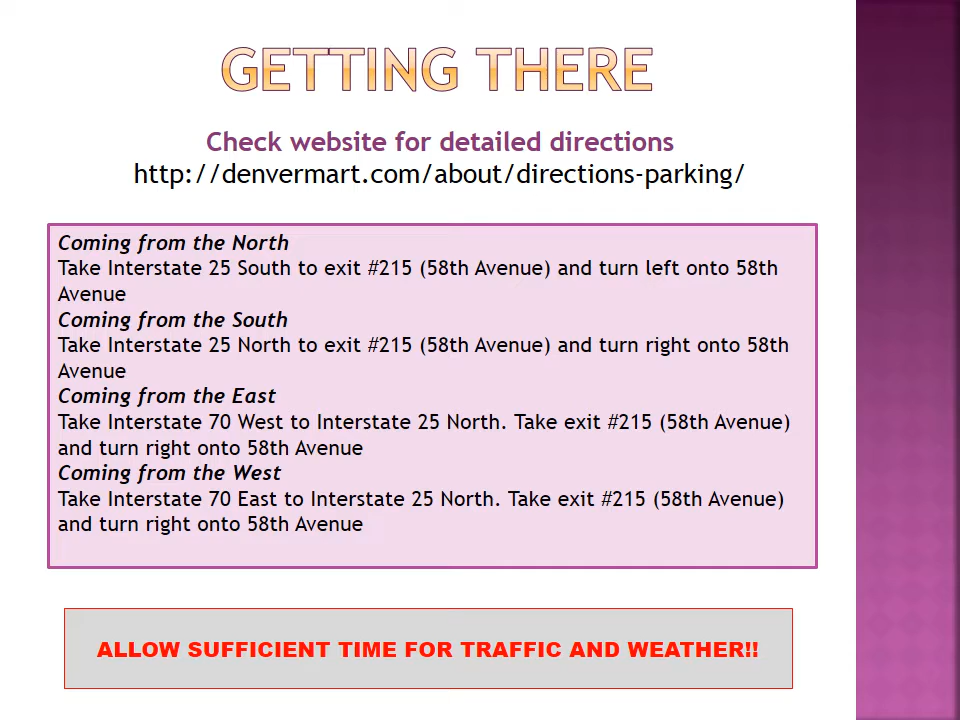 GETTING THERE
Check website for detailed directions
http://denvermart.com/about/directions-parking/
Coming from the North
Take Interstate 25 South to exit #215 (58th Avenue) and turn left onto 58th
Avenue
Coming from the South
Take Interstate 25 North to exit #215 (58th Avenue) and turn right onto 58th
Avenue
Coming from the East
Take Interstate 70 West to Interstate 25 North. Take exit #215 (58th Avenue)
and turn right onto 58th Avenue
Coming from the West
Take Interstate 70 East to Interstate 25 North. Take exit #215 (58th Avenue)
and turn right onto 58th Avenue
ALLOW SUFFICIENT TIME FOR TRAFFIC AND WEATHER!!